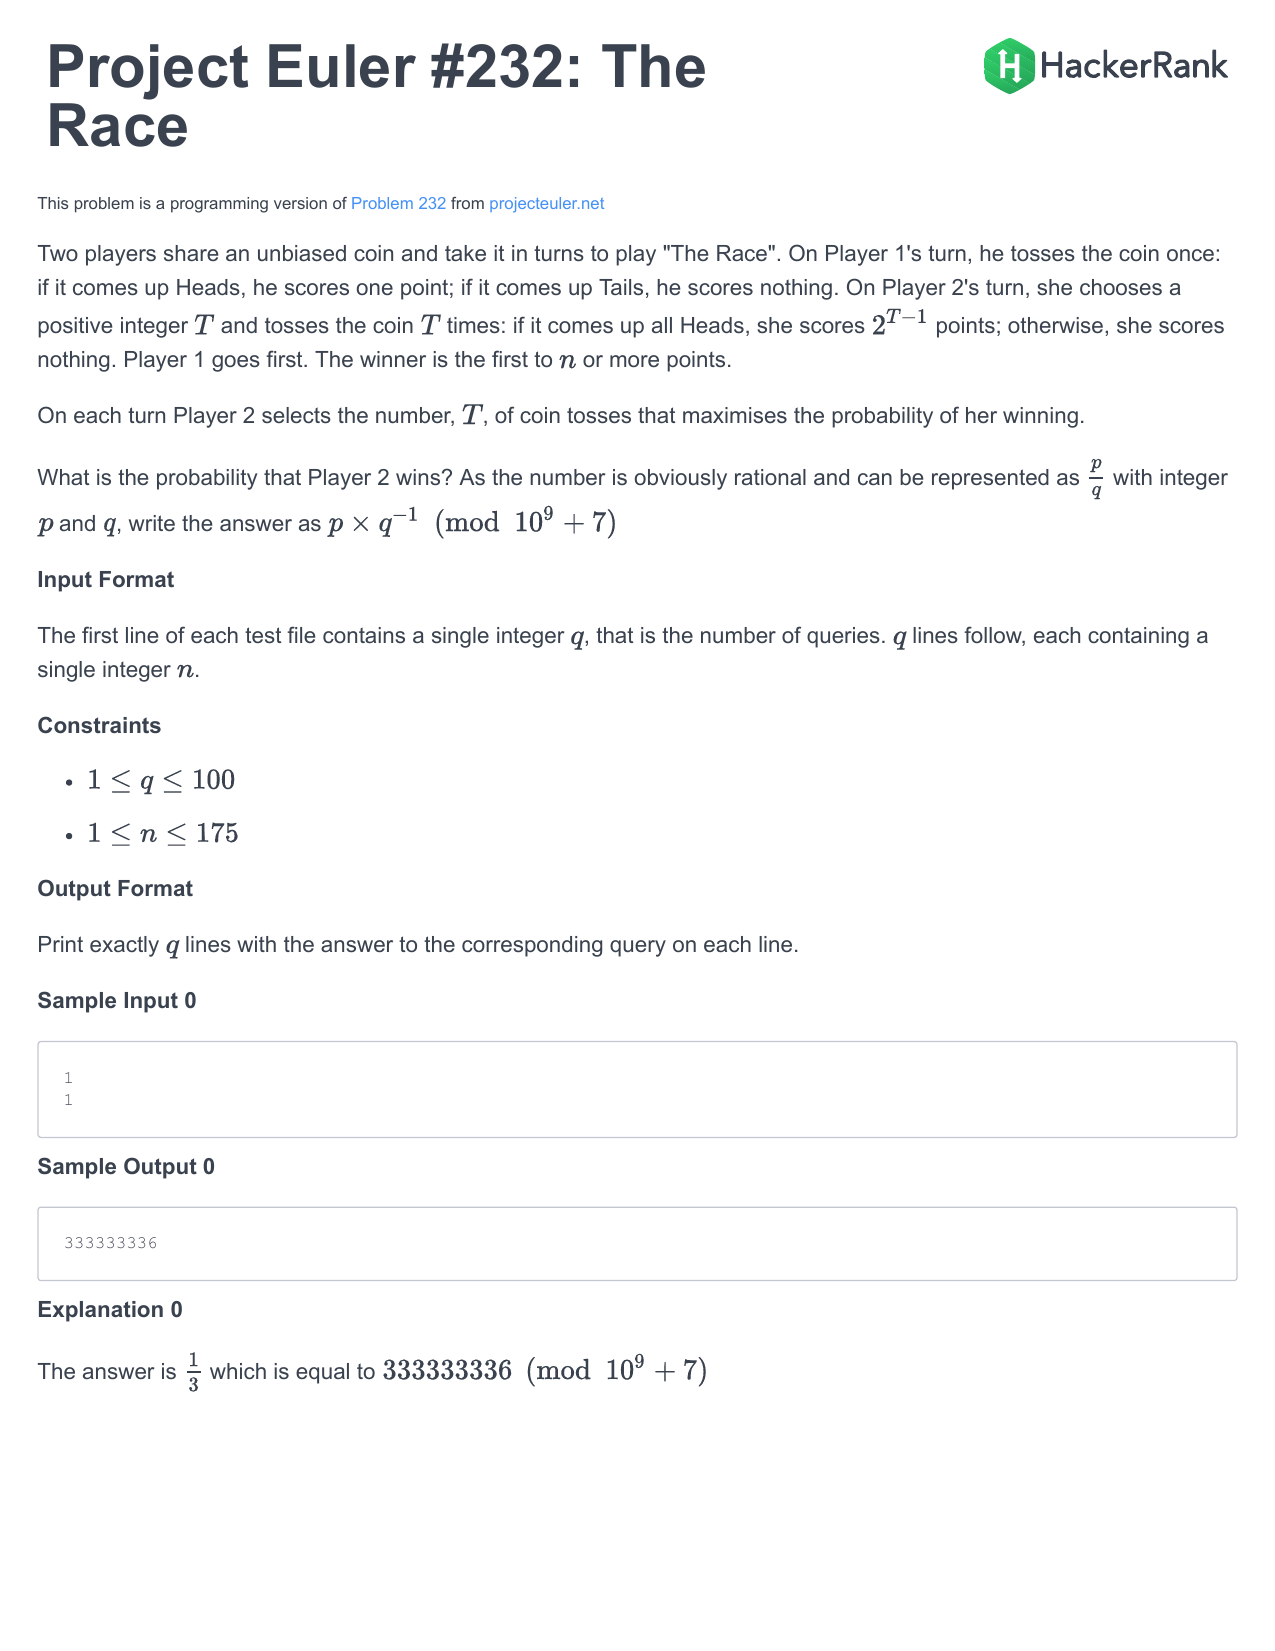 Project Euler #232: The
Race
HackerRank
This problem is a programming version of Problem 232 from projecteuler.net
Two players share an unbiased coin and take it in turns to play "The Race". On Player 1's turn, he tosses the coin once:
if it comes up Heads, he scores one point; if it comes up Tails, he scores nothing. On Player 2's turn, she chooses a
positive integer T and tosses the coin T times: if it comes up all Heads, she scores 2^{T−1} points; otherwise, she scores
nothing. Player 1 goes first. The winner is the first to n or more points.
On each turn Player 2 selects the number, T, of coin tosses that maximises the probability of her winning.
What is the probability that Player 2 wins? As the number is obviously rational and can be represented as p/q with integer
p and q, write the answer as p × q^{−1} (mod 10^9 + 7)
Input Format
The first line of each test file contains a single integer q, that is the number of queries. q lines follow, each containing a
single integer n.
Constraints
• 1 ≤ q ≤ 100
• 1 ≤ n ≤ 175
Output Format
Print exactly q lines with the answer to the corresponding query on each line.
Sample Input 0
1
1
Sample Output 0
333333336
Explanation 0
The answer is 1/3 which is equal to 333333336 (mod 10^9 + 7)